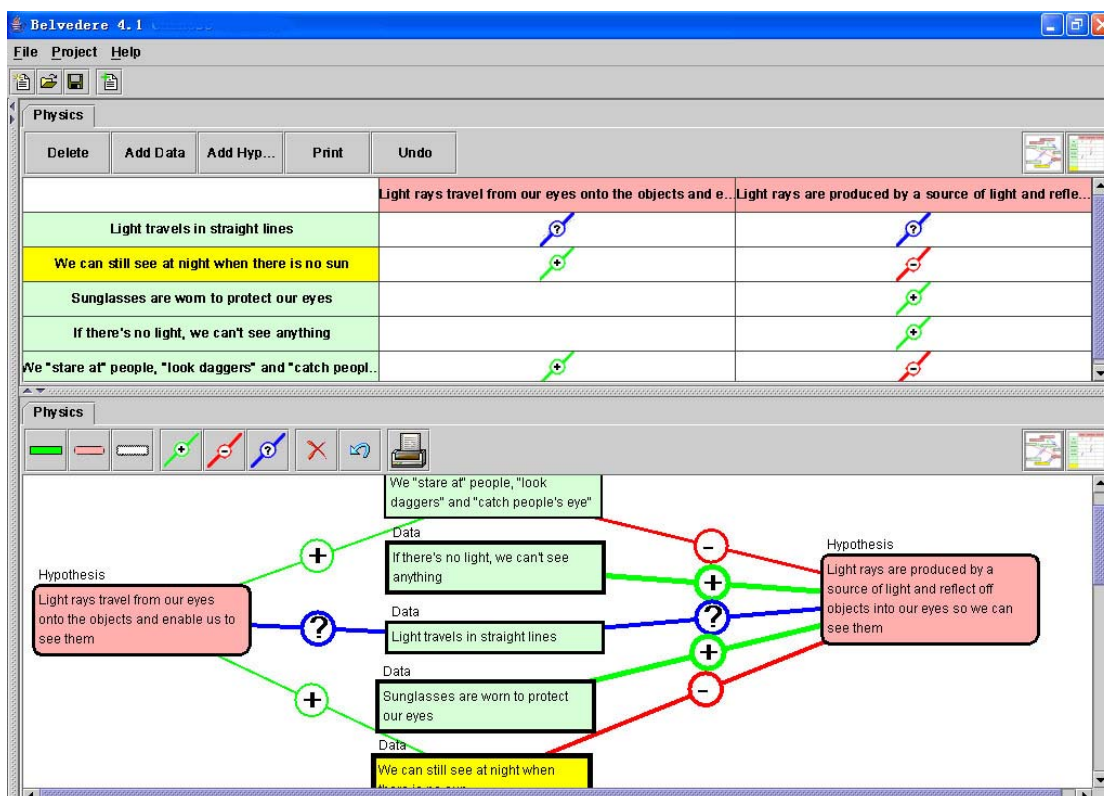 Belvedere 4.1
File Project Help
Physics
Delete Add Data Add Hyp... Print Undo
Light rays travel from our eyes onto the objects and e... Light rays are produced by a source of light and refle...
Light travels in straight lines ? ?
We can still see at night when there is no sun + -
Sunglasses are worn to protect our eyes +
If there's no light, we can't see anything +
We "stare at" people, "look daggers" and "catch peopl... + -
Physics
+ - ?
We "stare at" people, "look
daggers" and "catch people's eye"
Data
If there's no light, we can't see
anything
Hypothesis
Light rays travel from our eyes
onto the objects and enable us to
see them
Data
Light travels in straight lines
Data
Sunglasses are worn to protect
our eyes
Data
We can still see at night when
there is no sun
Hypothesis
Light rays are produced by a
source of light and reflect off
objects into our eyes so we can
see them
+
?
+
-
+
?
+
-